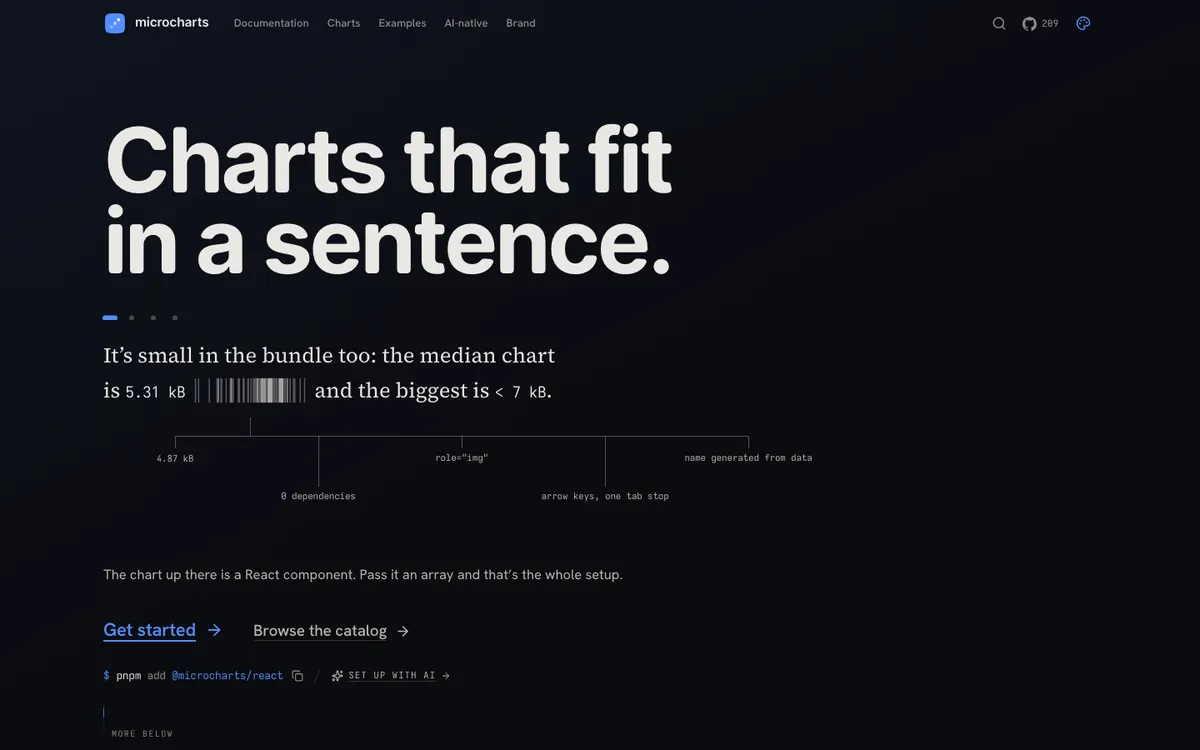 microcharts Documentation Charts Examples AI-native Brand 209
Charts that fit
in a sentence.
It’s small in the bundle too: the median chart
is 5.31 kB and the biggest is < 7 kB.
4.87 kB role="img" name generated from data
0 dependencies arrow keys, one tab stop
The chart up there is a React component. Pass it an array and that’s the whole setup.
Get started → Browse the catalog →
$ pnpm add @microcharts/react / SET UP WITH AI →
MORE BELOW